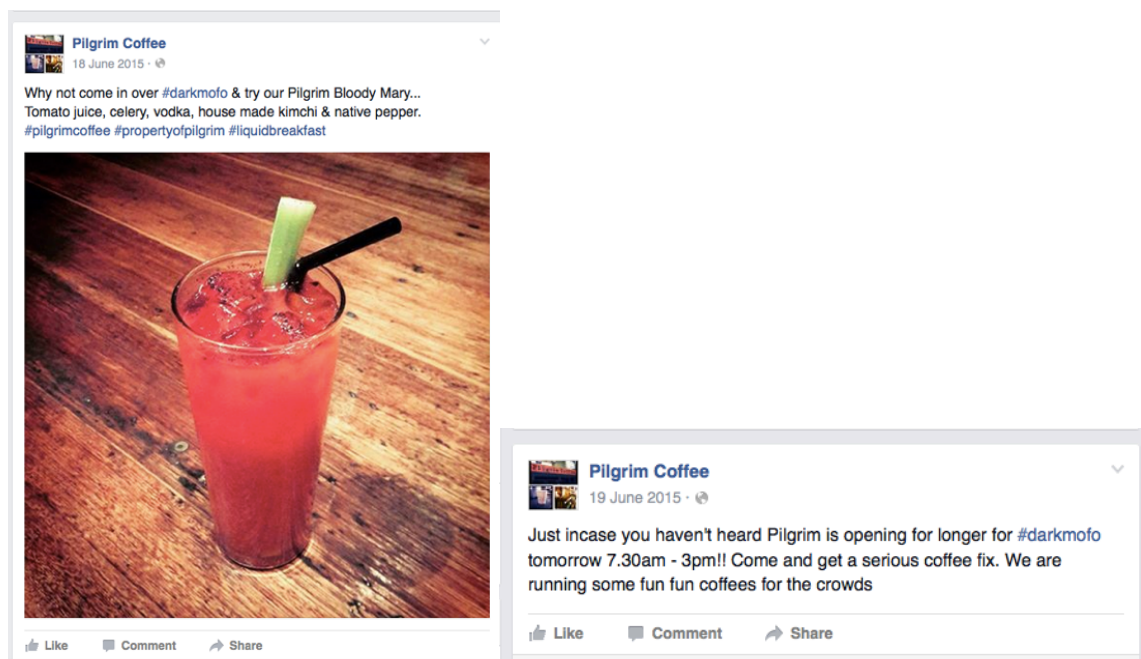 Pilgrim Coffee
18 June 2015
Why not come in over #darkmofo & try our Pilgrim Bloody Mary...
Tomato juice, celery, vodka, house made kimchi & native pepper.
#pilgrimcoffee #propertyofpilgrim #liquidbreakfast
Like Comment Share
Pilgrim Coffee
19 June 2015
Just incase you haven't heard Pilgrim is opening for longer for #darkmofo
tomorrow 7.30am - 3pm!! Come and get a serious coffee fix. We are
running some fun fun coffees for the crowds
Like Comment Share